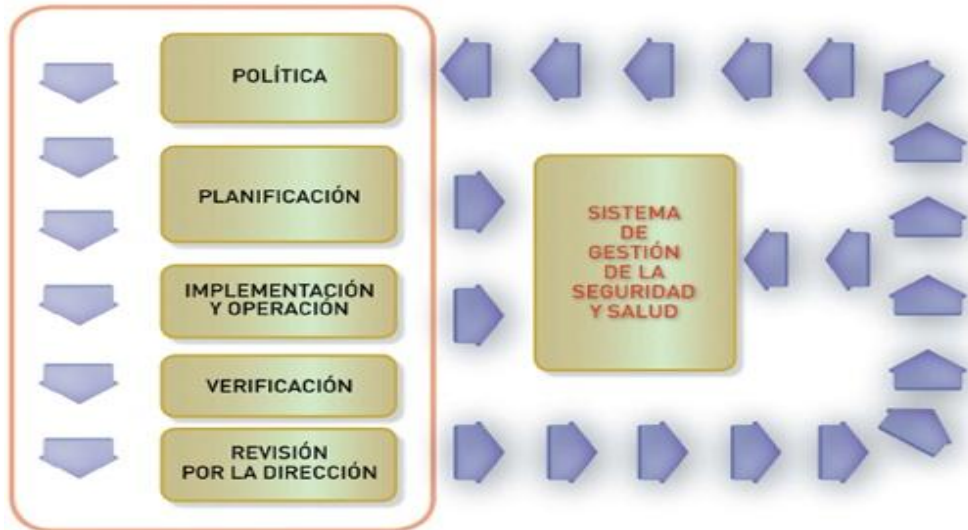 POLÍTICA
PLANIFICACIÓN
IMPLEMENTACIÓN
Y OPERACIÓN
VERIFICACIÓN
REVISIÓN
POR LA DIRECCIÓN
SISTEMA
DE
GESTIÓN
DE LA
SEGURIDAD
Y SALUD